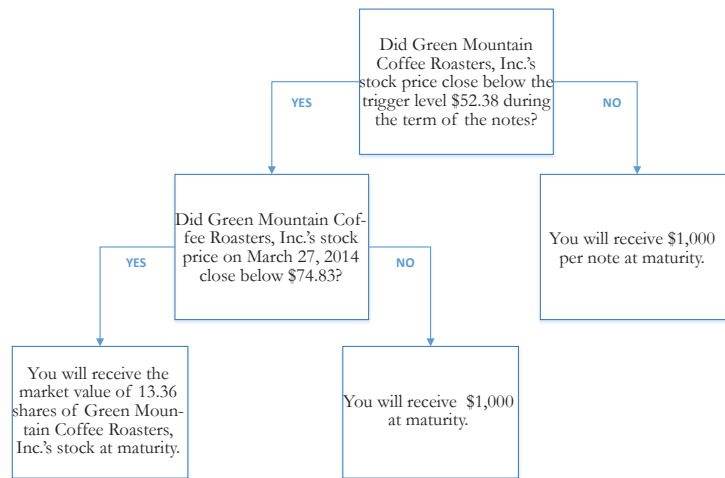 Did Green Mountain
Coffee Roasters, Inc.'s
stock price close below the
trigger level $52.38 during
the term of the notes?
YES
NO
Did Green Mountain Cof-
fee Roasters, Inc.'s stock
price on March 27, 2014
close below $74.83?
You will receive $1,000
per note at maturity.
YES
NO
You will receive the
market value of 13.36
shares of Green Moun-
tain Coffee Roasters,
Inc.'s stock at maturity.
You will receive $1,000
at maturity.